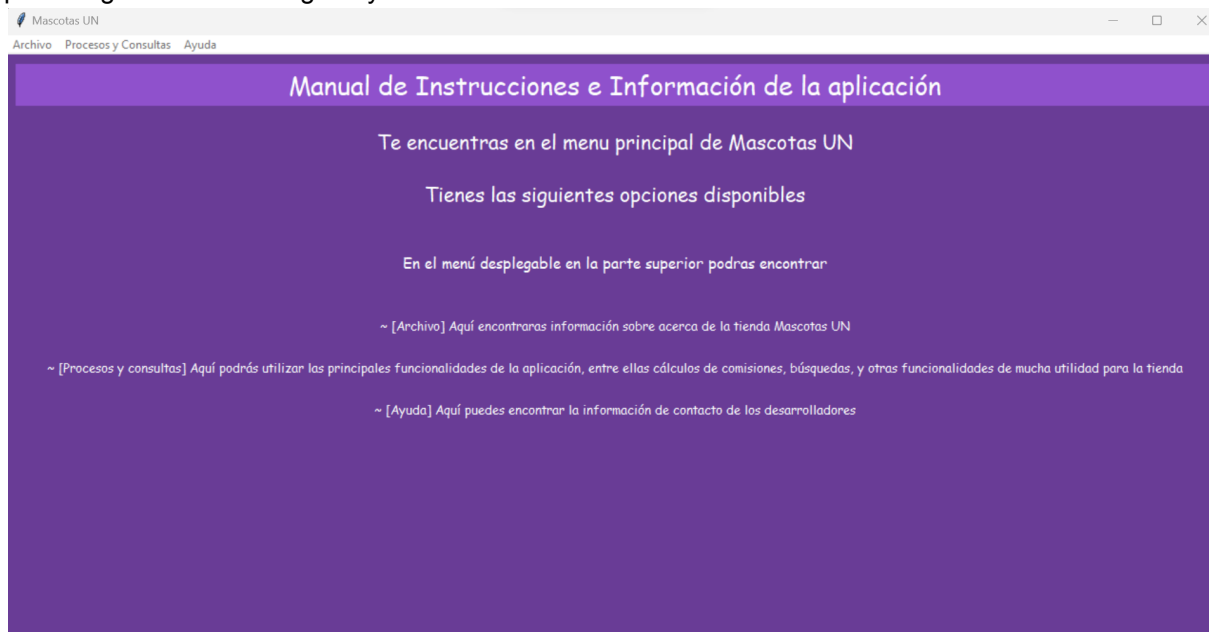 Mascotas UN
Archivo Procesos y Consultas Ayuda
Manual de Instrucciones e Información de la aplicación
Te encuentras en el menu principal de Mascotas UN
Tienes las siguientes opciones disponibles
En el menú desplegable en la parte superior podras encontrar
~ [Archivo] Aquí encontraras información sobre acerca de la tienda Mascotas UN
~ [Procesos y consultas] Aquí podrás utilizar las principales funcionalidades de la aplicación, entre ellas cálculos de comisiones, búsquedas, y otras funcionalidades de mucha utilidad para la tienda
~ [Ayuda] Aquí puedes encontrar la información de contacto de los desarrolladores